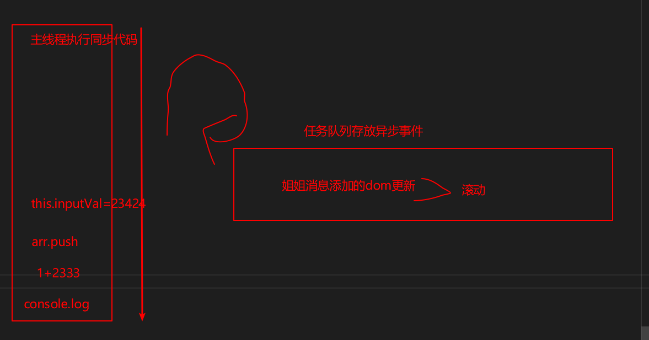 主线程执行同步代码
任务队列存放异步事件
姐姐消息添加的dom更新
滚动
this.inputVal=23424
arr.push
1+2333
console.log